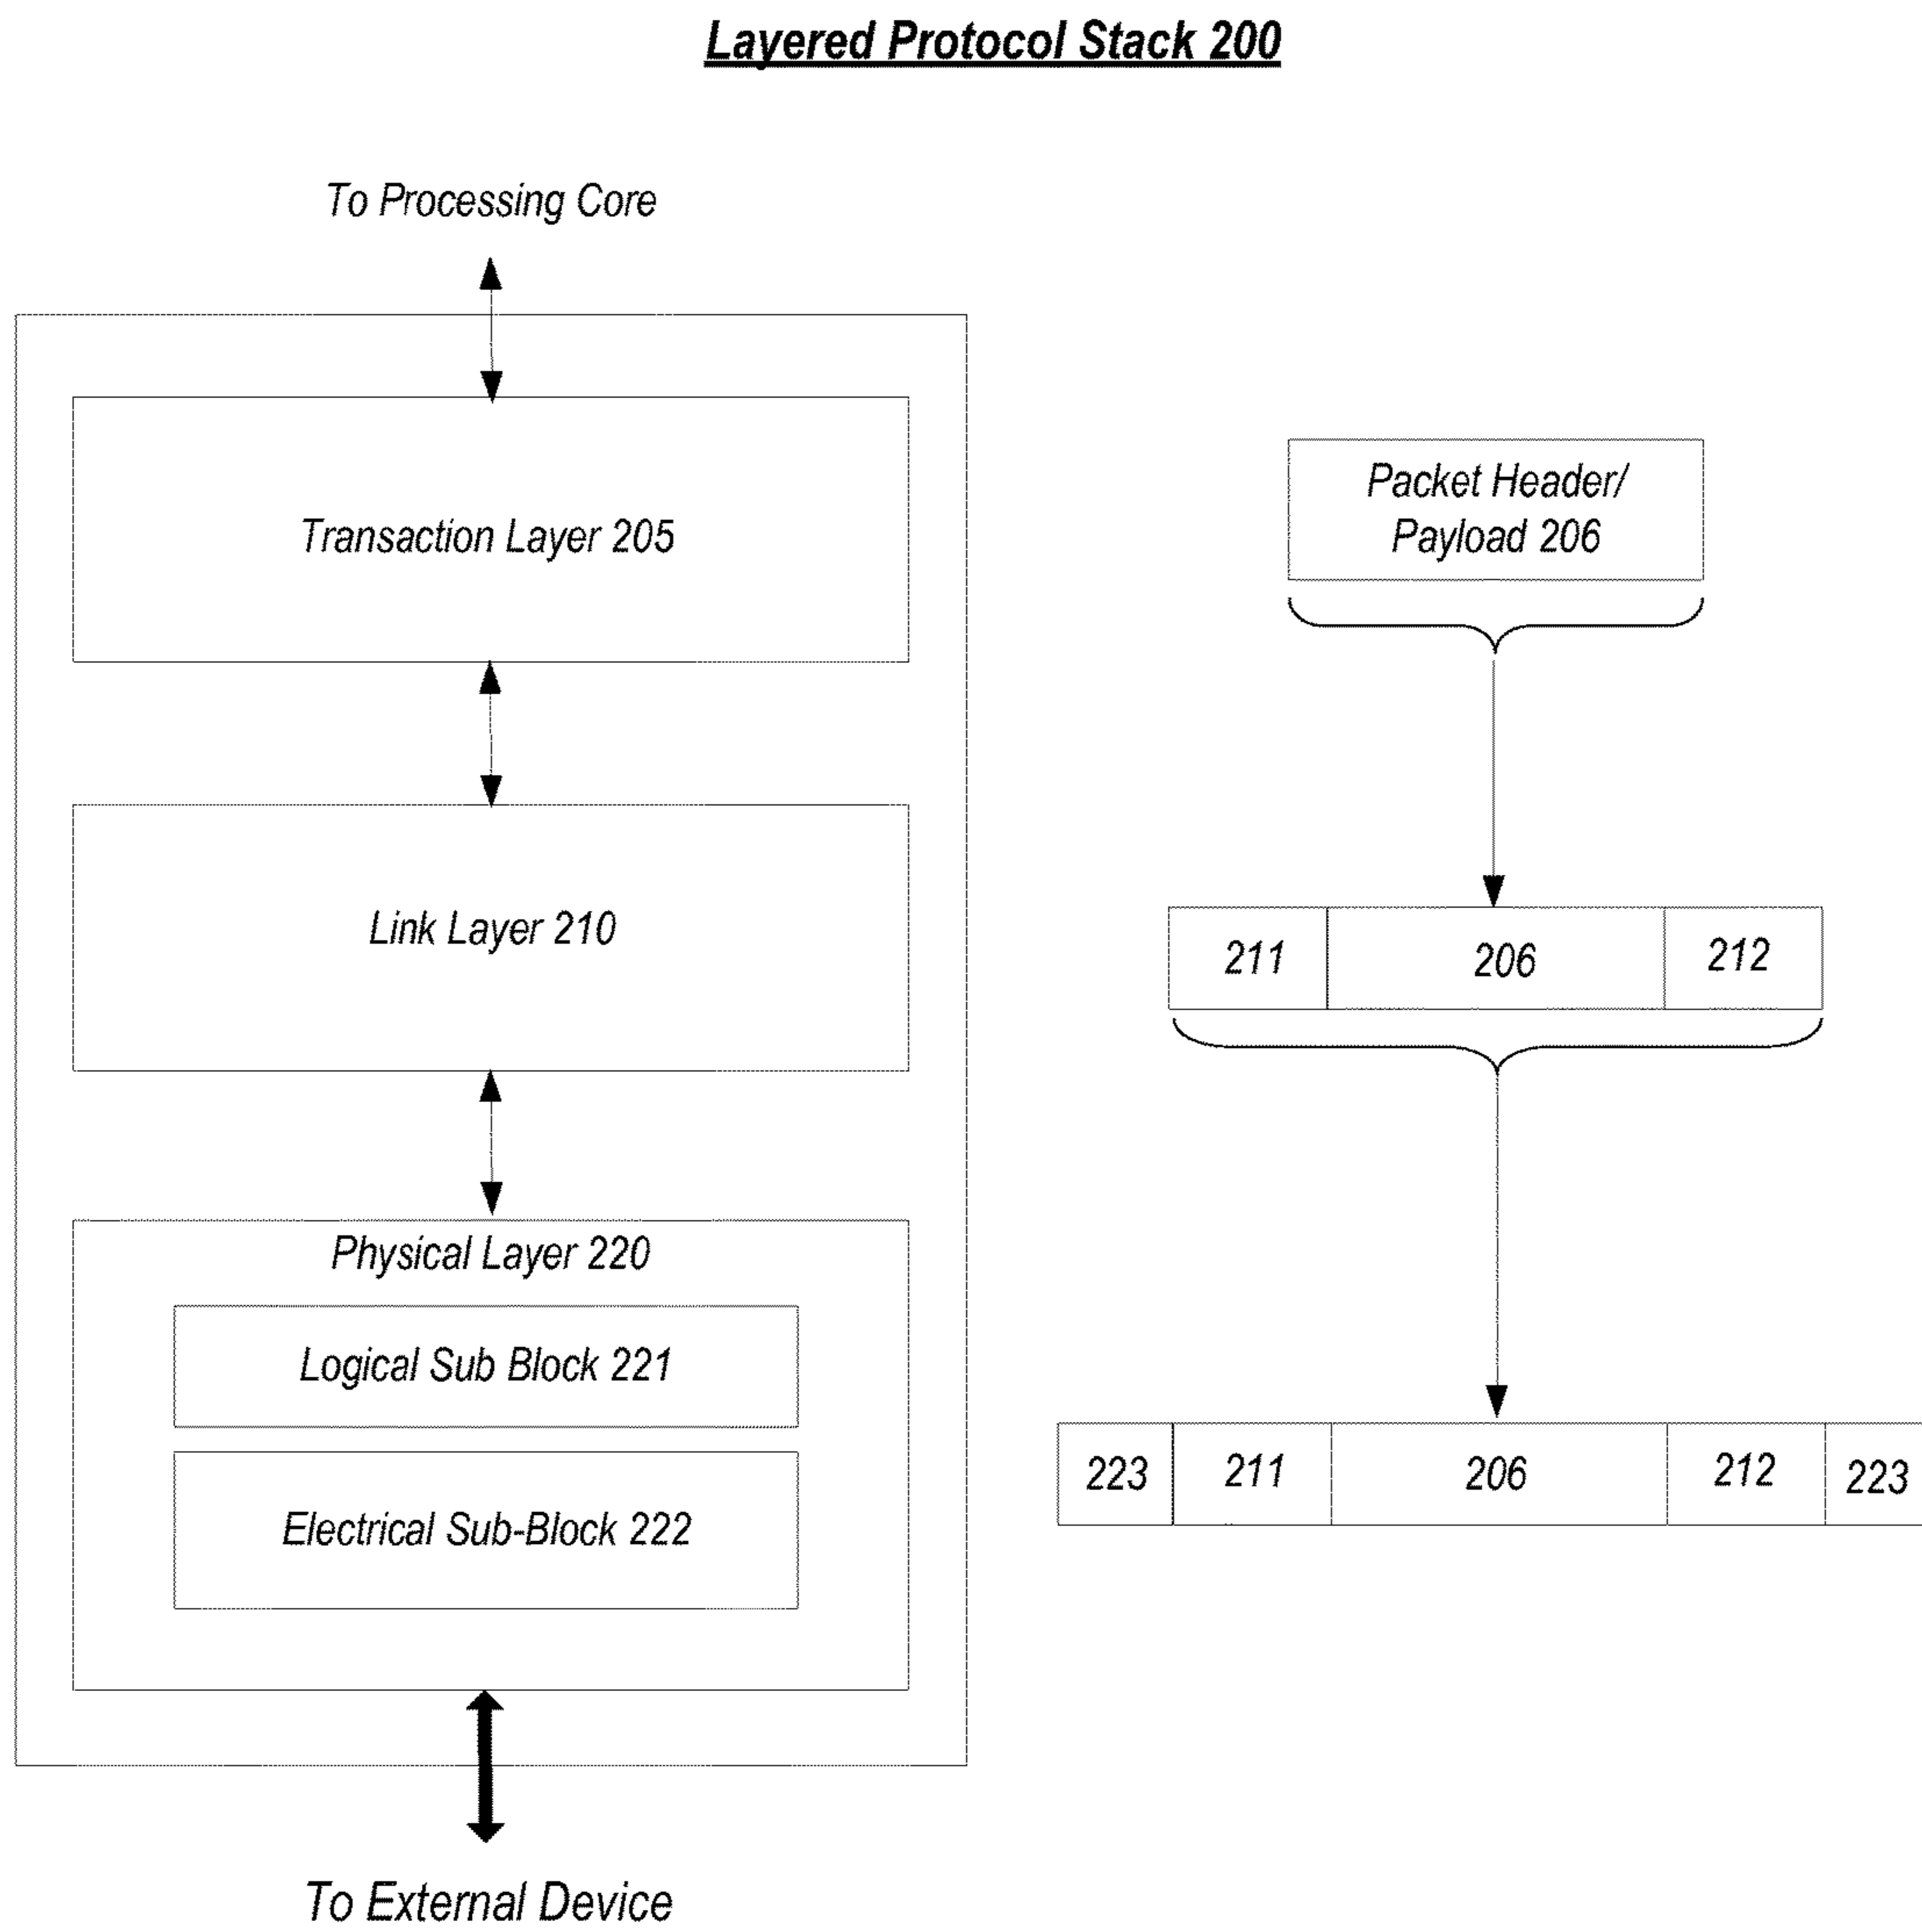 Layered Protocol Stack 200
To Processing Core
Transaction Layer 205
Packet Header/
Payload 206
Link Layer 210
211 206 212
Physical Layer 220
Logical Sub Block 221
Electrical Sub-Block 222
223 211 206 212 223
To External Device